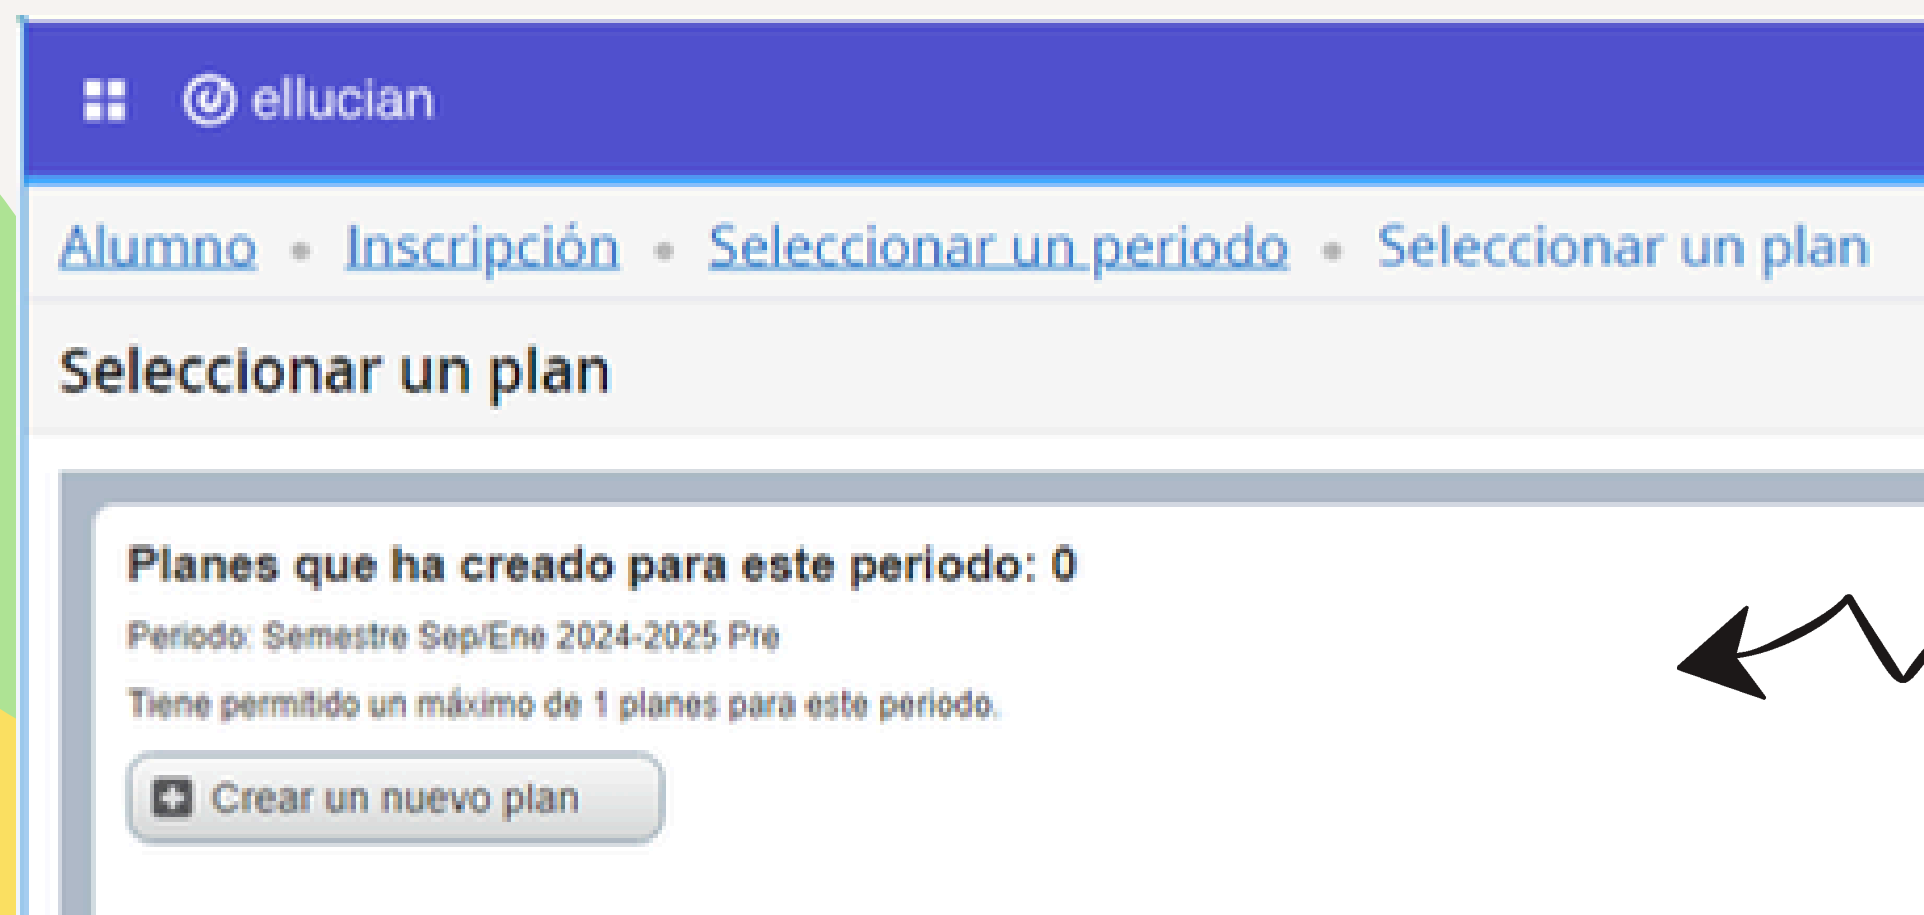 ellucian
Alumno • Inscripción • Seleccionar un periodo • Seleccionar un plan
Seleccionar un plan
Planes que ha creado para este periodo: 0
Periodo: Semestre Sep/Ene 2024-2025 Pre
Tiene permitido un máximo de 1 planes para este periodo.
Crear un nuevo plan